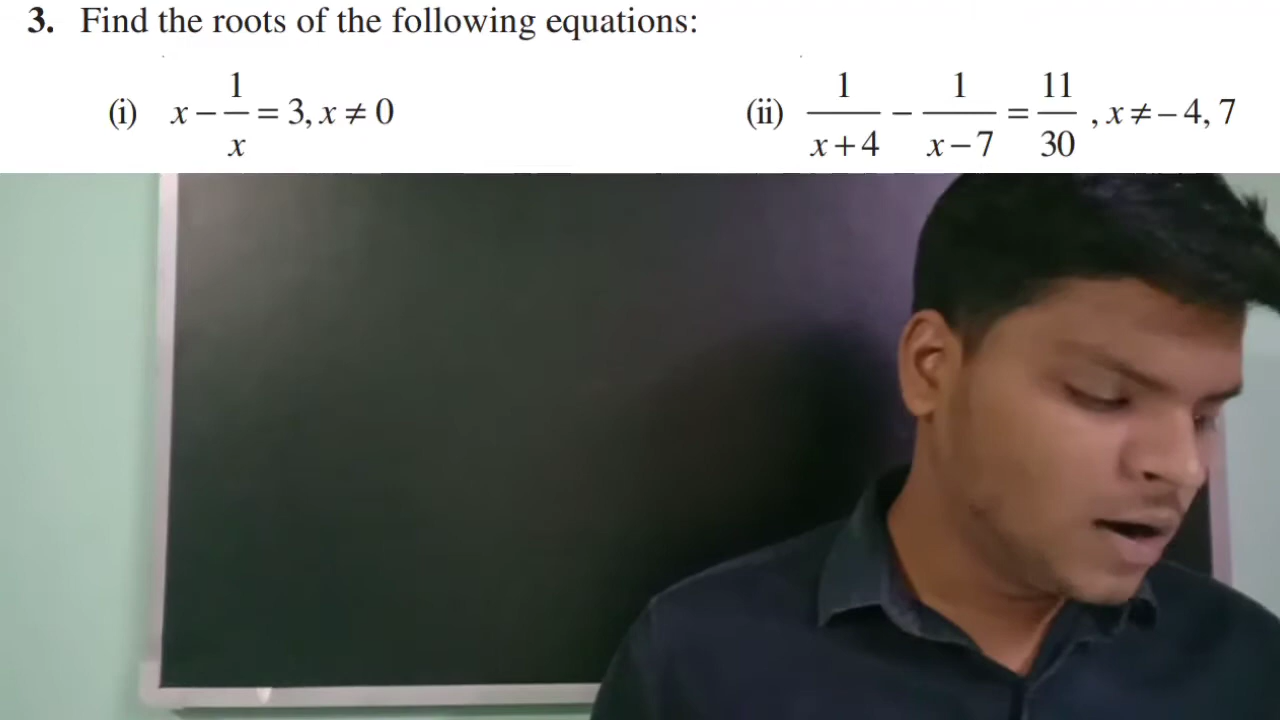 3. Find the roots of the following equations:
(i) x − 1/x = 3, x ≠ 0
(ii) 1/(x+4) − 1/(x−7) = 11/30 , x ≠ − 4, 7